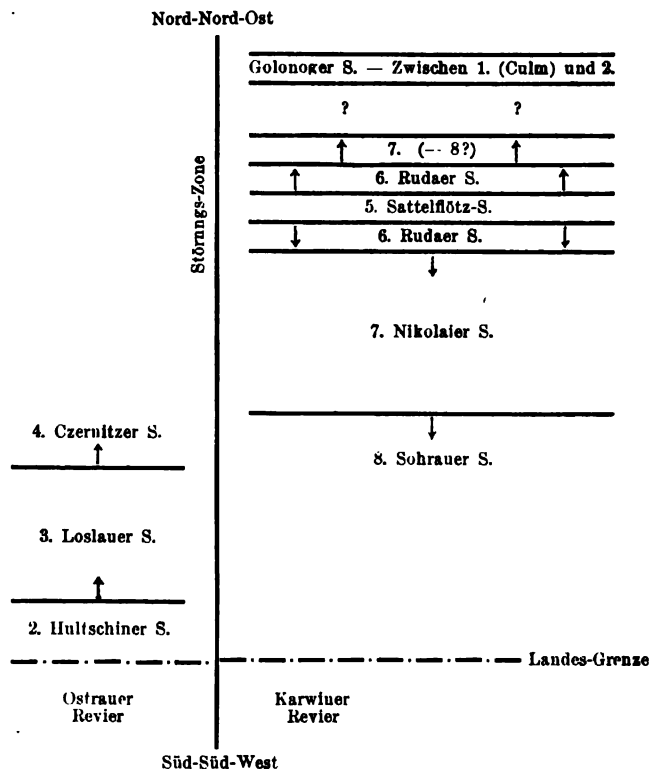 Nord-Nord-Ost
Störungs-Zone
Golonoger S. — Zwischen 1. (Culm) und 2.
? ?
7. (-- 8?)
6. Rudaer S.
5. Sattelflötz-S.
6. Rudaer S.
7. Nikolaier S.
8. Sohrauer S.
4. Czernitzer S.
3. Loslauer S.
2. Hultschiner S.
Landes-Grenze
Ostrauer
Revier
Karwiner
Revier
Süd-Süd-West